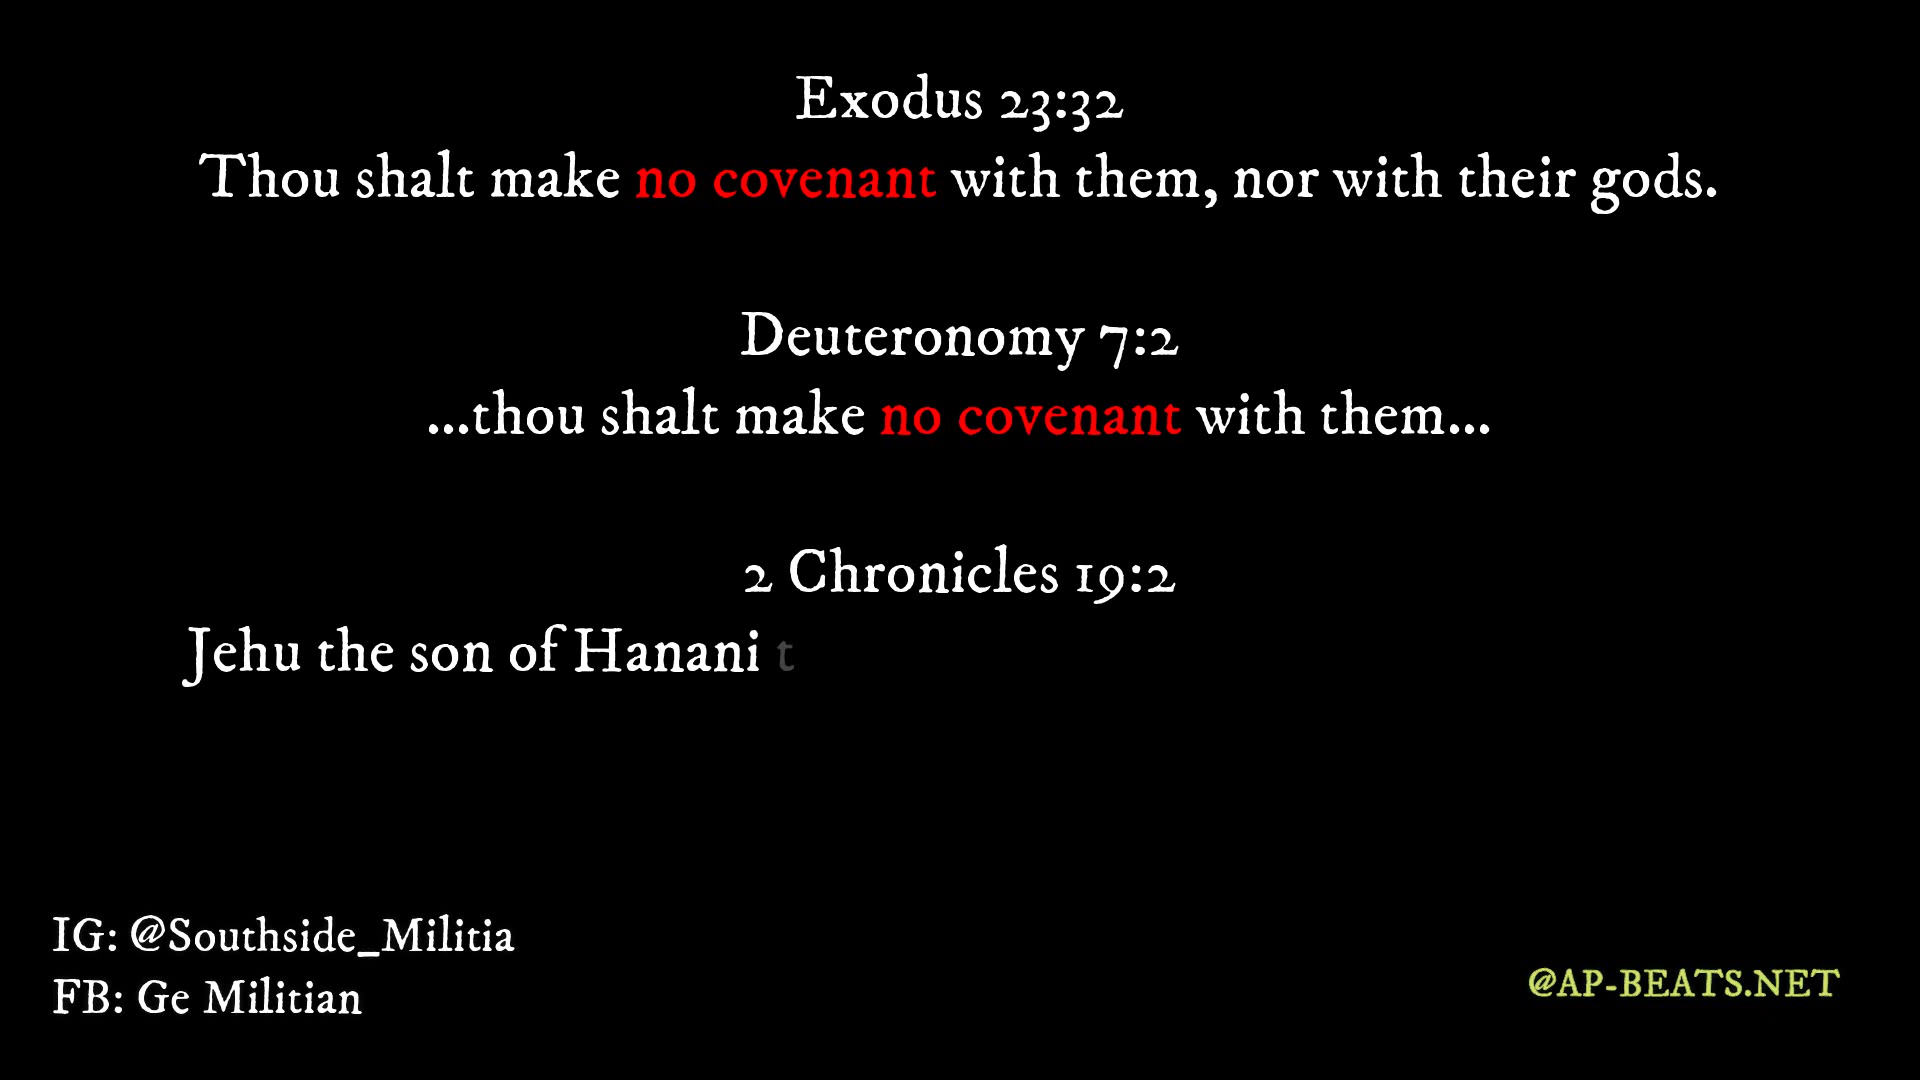 Exodus 23:32
Thou shalt make no covenant with them, nor with their gods.
Deuteronomy 7:2
...thou shalt make no covenant with them...
2 Chronicles 19:2
Jehu the son of Hanani t
IG: @Southside_Militia
FB: Ge Militian
@AP-BEATS.NET